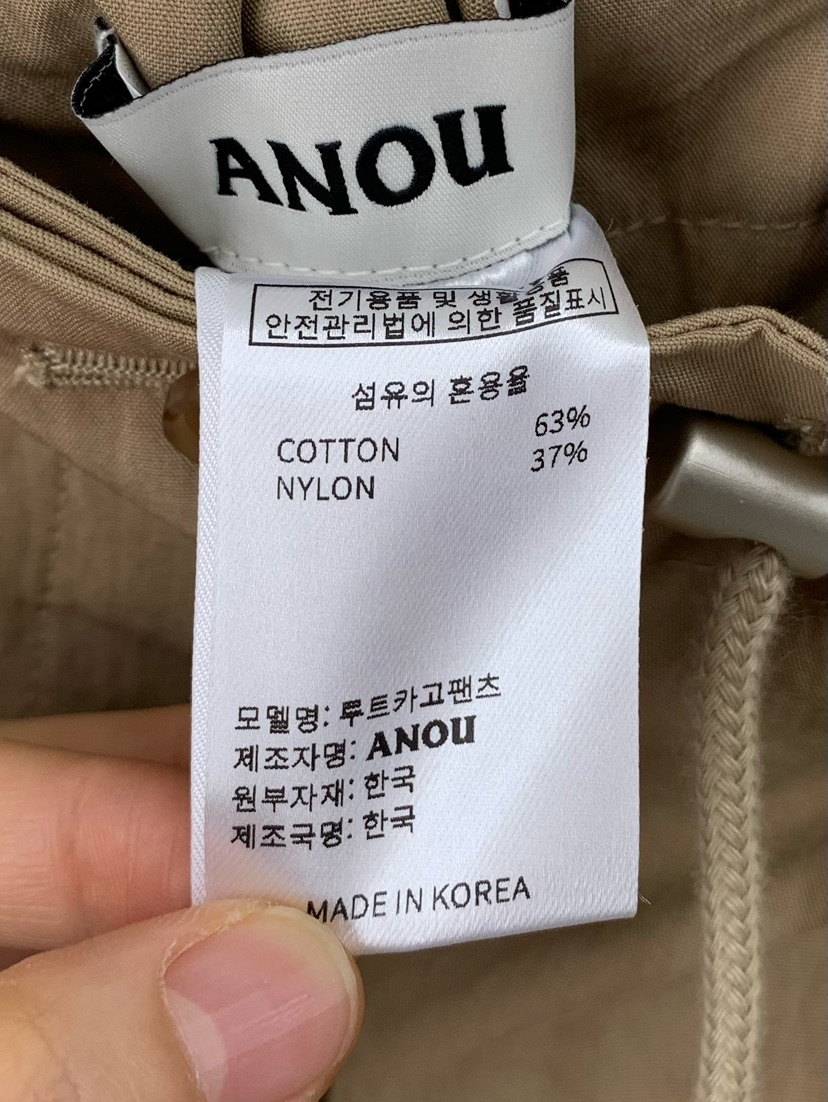 ANOU
전기용품 및 생활용품
안전관리법에 의한 품질표시
섬유의 혼용율
COTTON 63%
NYLON 37%
모델명: 루트카고팬츠
제조자명: ANOU
원부자재: 한국
제조국명: 한국
MADE IN KOREA